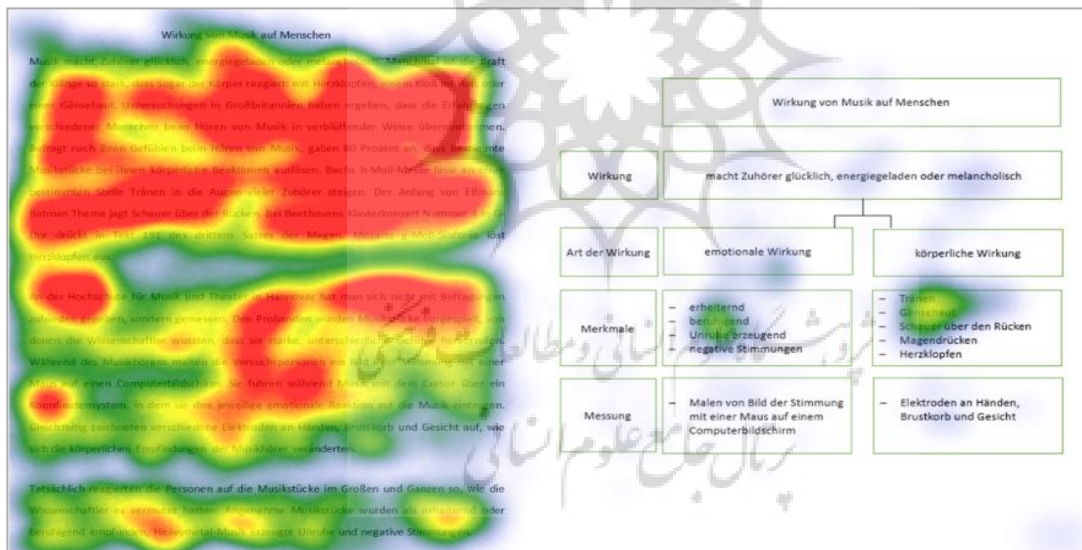 Wirkung von Musik auf Menschen
Musik macht Zuhörer glücklich, energiegeladen oder melancholisch. Manchmal ist die Kraft
der Klänge so stark, dass sogar der Körper reagiert: mit Herzklopfen, einem Kloß im Hals oder
einer Gänsehaut. Untersuchungen in Großbritannien haben ergeben, dass die Erfahrungen
verschiedener Menschen beim Hören von Musik in verblüffender Weise übereinstimmen.
Befragt nach ihren Gefühlen beim Hören von Musik, gaben 80 Prozent an, dass bestimmte
Musikstücke bei ihnen körperliche Reaktionen auslösen. Bachs h-Moll-Messe lässt an einer
bestimmten Stelle Tränen in die Augen vieler Zuhörer steigen. Der Anfang von Elfmans
Batman Theme jagt Schauer über der Rücken. Bei Beethovens Klavierkonzert Nummer 4 in G-
Dur drückt in Takt 191 des drittens Satzes der Magen. Mozarts g-Moll-Sinfonie löst
Herzklopfen aus.
An der Hochschule für Musik und Theater in Hannover hat man sich nicht mit Befragungen
zufrieden gegeben, sondern gemessen. Den Probanden wurden Musikstücke vorgespielt, von
denen die Wissenschaftler wussten, dass sie starke, unterschiedliche Gefühle hervorrufen.
Während des Musikhörens malten die Versuchspersonen ein Bild der Stimmung mit einer
Maus auf einen Computerbildschirm. Sie fuhren während Musik mit dem Cursor über ein
Koordinatensystem, in dem sie ihre jeweilige emotionale Reaktion auf die Musik eintrugen.
Gleichzeitig zeichneten verschiedene Elektroden an Händen, Brustkorb und Gesicht auf, wie
sich die körperlichen Empfindungen der Musikhörer veränderten.
Tatsächlich reagierten die Personen auf die Musikstücke im Großen und Ganzen so, wie die
Wissenschaftler es vermutet hatten: Angenehme Musikstücke wurden als erheiternd oder
beruhigend empfunden, Heavymetal-Musik erzeugte Unruhe und negative Stimmungen.
Wirkung von Musik auf Menschen
Wirkung
macht Zuhörer glücklich, energiegeladen oder melancholisch
Art der Wirkung
emotionale Wirkung
körperliche Wirkung
Merkmale
– erheiternd
– beruhigend
– Unruhe erzeugend
– negative Stimmungen
– Tränen
– Gänsehaut
– Schauer über den Rücken
– Magendrücken
– Herzklopfen
Messung
– Malen von Bild der Stimmung
mit einer Maus auf einem
Computerbildschirm
– Elektroden an Händen,
Brustkorb und Gesicht
پژوهشگاه علوم انسانی و مطالعات فرهنگی
پرتال جامع علوم انسانی